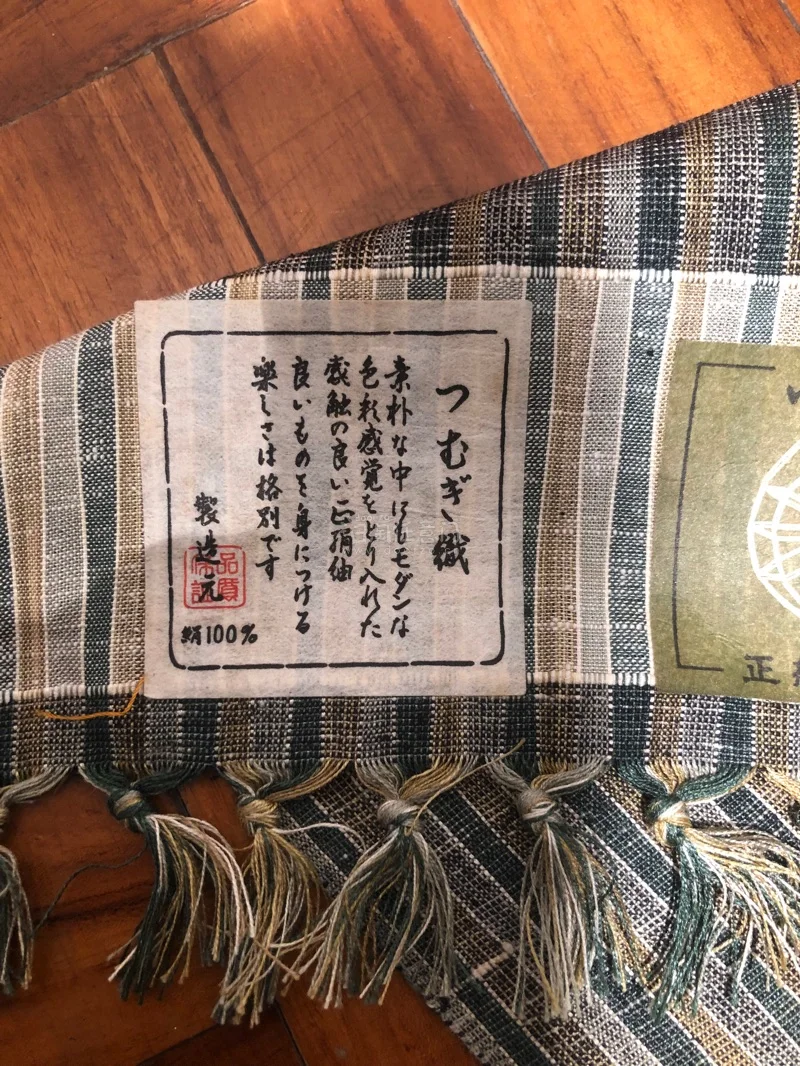 つむぎ織
素朴な中にもモダンな
色彩感覚をとり入れた
感触の良い正絹紬
良いものを身につける
楽しさは格別です
製造元
品質
保証
絹100%
正